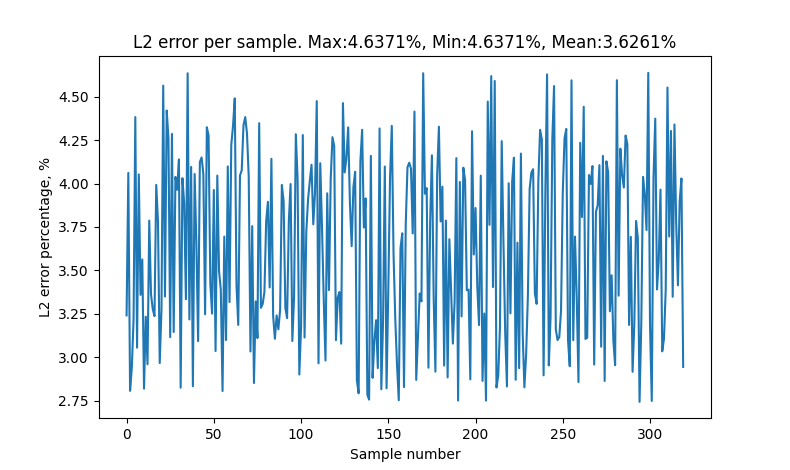 L2 error per sample. Max:4.6371%, Min:4.6371%, Mean:3.6261%
L2 error percentage, %
4.50
4.25
4.00
3.75
3.50
3.25
3.00
2.75
0 50 100 150 200 250 300
Sample number